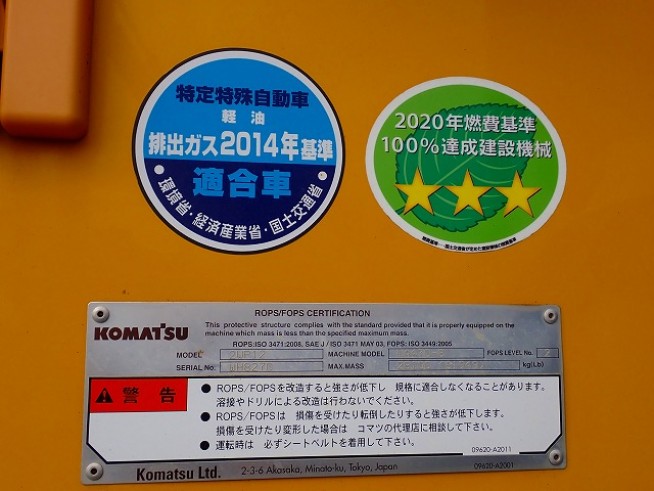 特定特殊自動車
軽油
排出ガス2014年基準
適合車
・環境省・経済産業省・国土交通省・
2020年燃費基準
100%達成建設機械
ROPS/FOPS CERTIFICATION
KOMATSU
This protective structure complies with the standard provided that it is properly equipped on the
machine which mass is less than the specified maximum mass.
ROPS:ISO 3471:2008, SAE J / ISO 3471 MAY 03, FOPS: ISO 3449:2005
MODEL
MACHINE MODEL
FOPS LEVEL No.
SERIAL No.
MAX.MASS
kg(Lb)
警告
● ROPS/FOPSを改造すると強さが低下し 規格に適合しなくなることがあります。
溶接やドリルによる改造は行わないでください。
● ROPS/FOPSは 損傷を受けたり転倒したりすると強さが低下します。
損傷を受けたり変形した場合は コマツの代理店に相談して下さい。
● 運転時は 必ずシートベルトを着用して下さい。
09620-A2011
Komatsu Ltd.
2-3-6 Akasaka, Minato-ku, Tokyo, Japan
09620-A2001